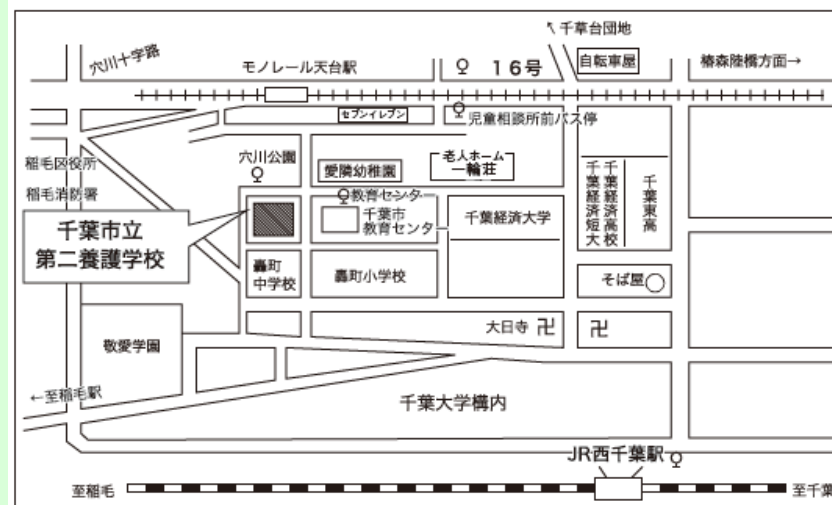 千草台団地
穴川十字路
モノレール天台駅
16号
自転車屋
椿森陸橋方面→
セブンイレブン
児童相談所前バス停
稲毛区役所
稲毛消防署
穴川公園
愛隣幼稚園
老人ホーム
一輪荘
千葉経済短大
千葉経済高校
千葉東高
教育センター
千葉市
教育センター
千葉経済大学
千葉市立
第二養護学校
轟町
中学校
轟町小学校
そば屋
大日寺 卍
卍
敬愛学園
←至稲毛駅
千葉大学構内
JR西千葉駅
至稲毛
至千葉